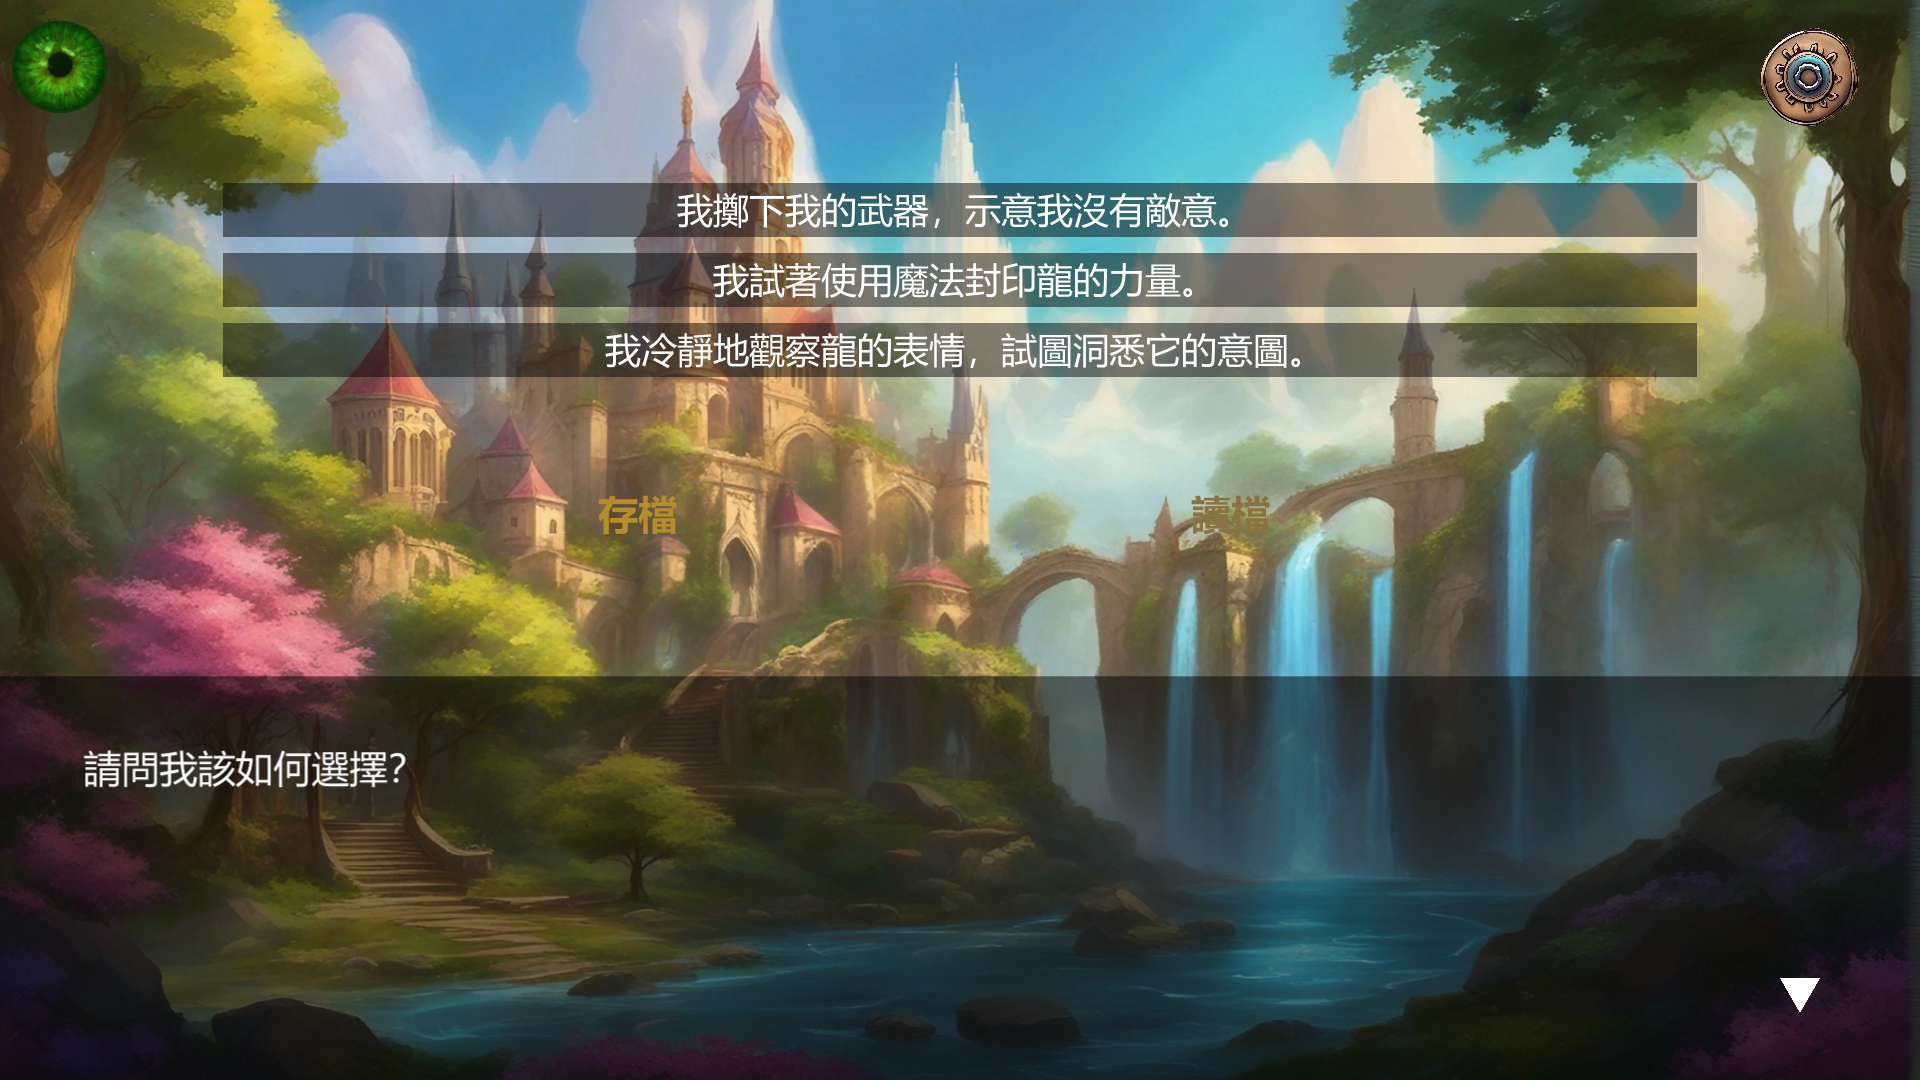 我擲下我的武器，示意我沒有敵意。
我試著使用魔法封印龍的力量。
我冷靜地觀察龍的表情，試圖洞悉它的意圖。
存檔
讀檔
請問我該如何選擇?